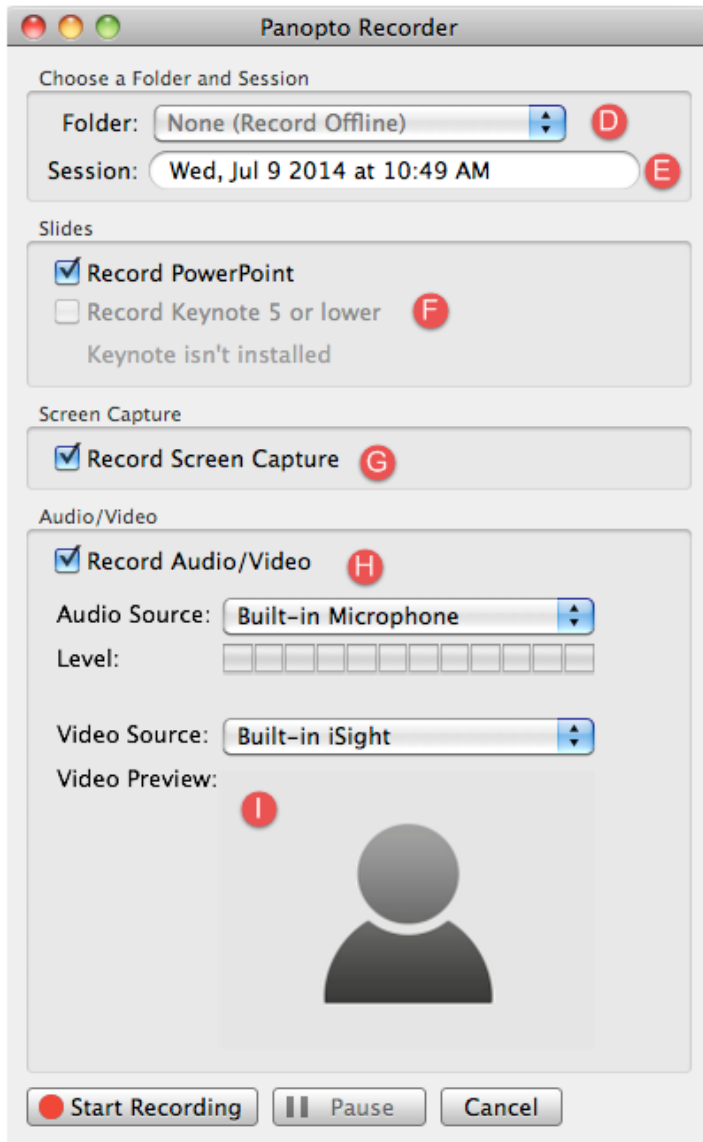 Panopto Recorder
Choose a Folder and Session
Folder: None (Record Offline) D
Session: Wed, Jul 9 2014 at 10:49 AM E
Slides
Record PowerPoint
Record Keynote 5 or lower F
Keynote isn't installed
Screen Capture
Record Screen Capture G
Audio/Video
Record Audio/Video H
Audio Source: Built-in Microphone
Level:
Video Source: Built-in iSight
Video Preview:
I
Start Recording Pause Cancel